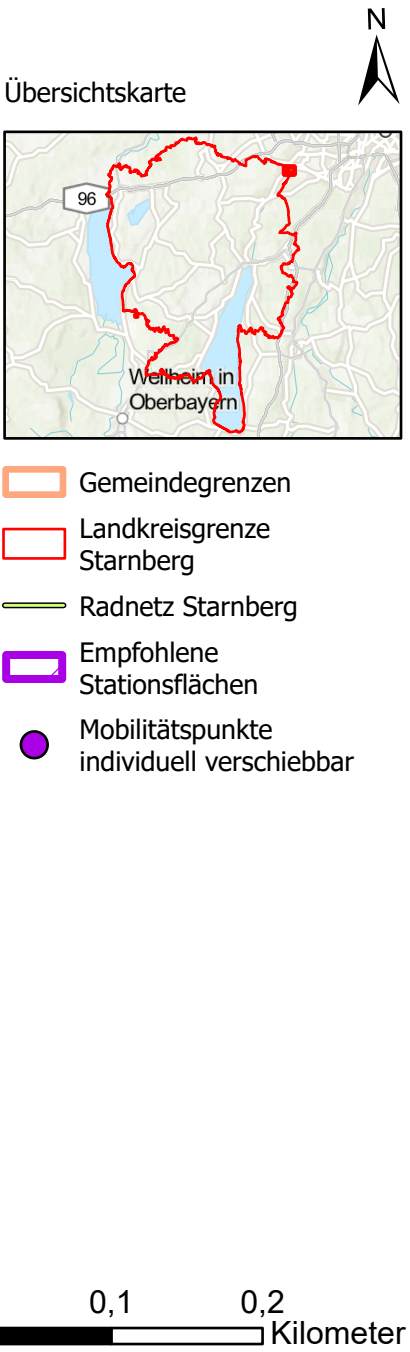 N
Übersichtskarte
96
Weilheim in
Oberbayern
Gemeindegrenzen
Landkreisgrenze
Starnberg
Radnetz Starnberg
Empfohlene
Stationsflächen
Mobilitätspunkte
individuell verschiebbar
0,1 0,2
Kilometer